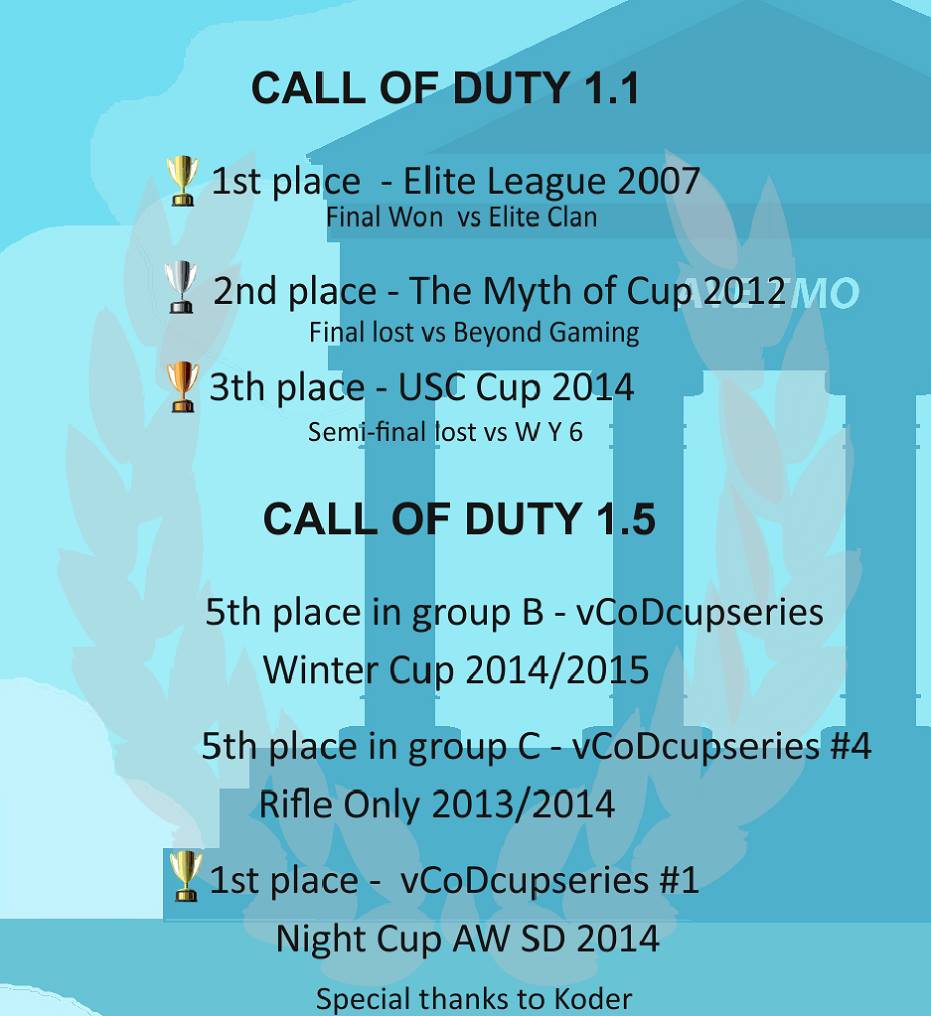 CALL OF DUTY 1.1
1st place - Elite League 2007
Final Won vs Elite Clan
2nd place - The Myth of Cup 2012
Final lost vs Beyond Gaming
3th place - USC Cup 2014
Semi-final lost vs W Y 6
CALL OF DUTY 1.5
5th place in group B - vCoDcupseries
Winter Cup 2014/2015
5th place in group C - vCoDcupseries #4
Rifle Only 2013/2014
1st place - vCoDcupseries #1
Night Cup AW SD 2014
Special thanks to Koder